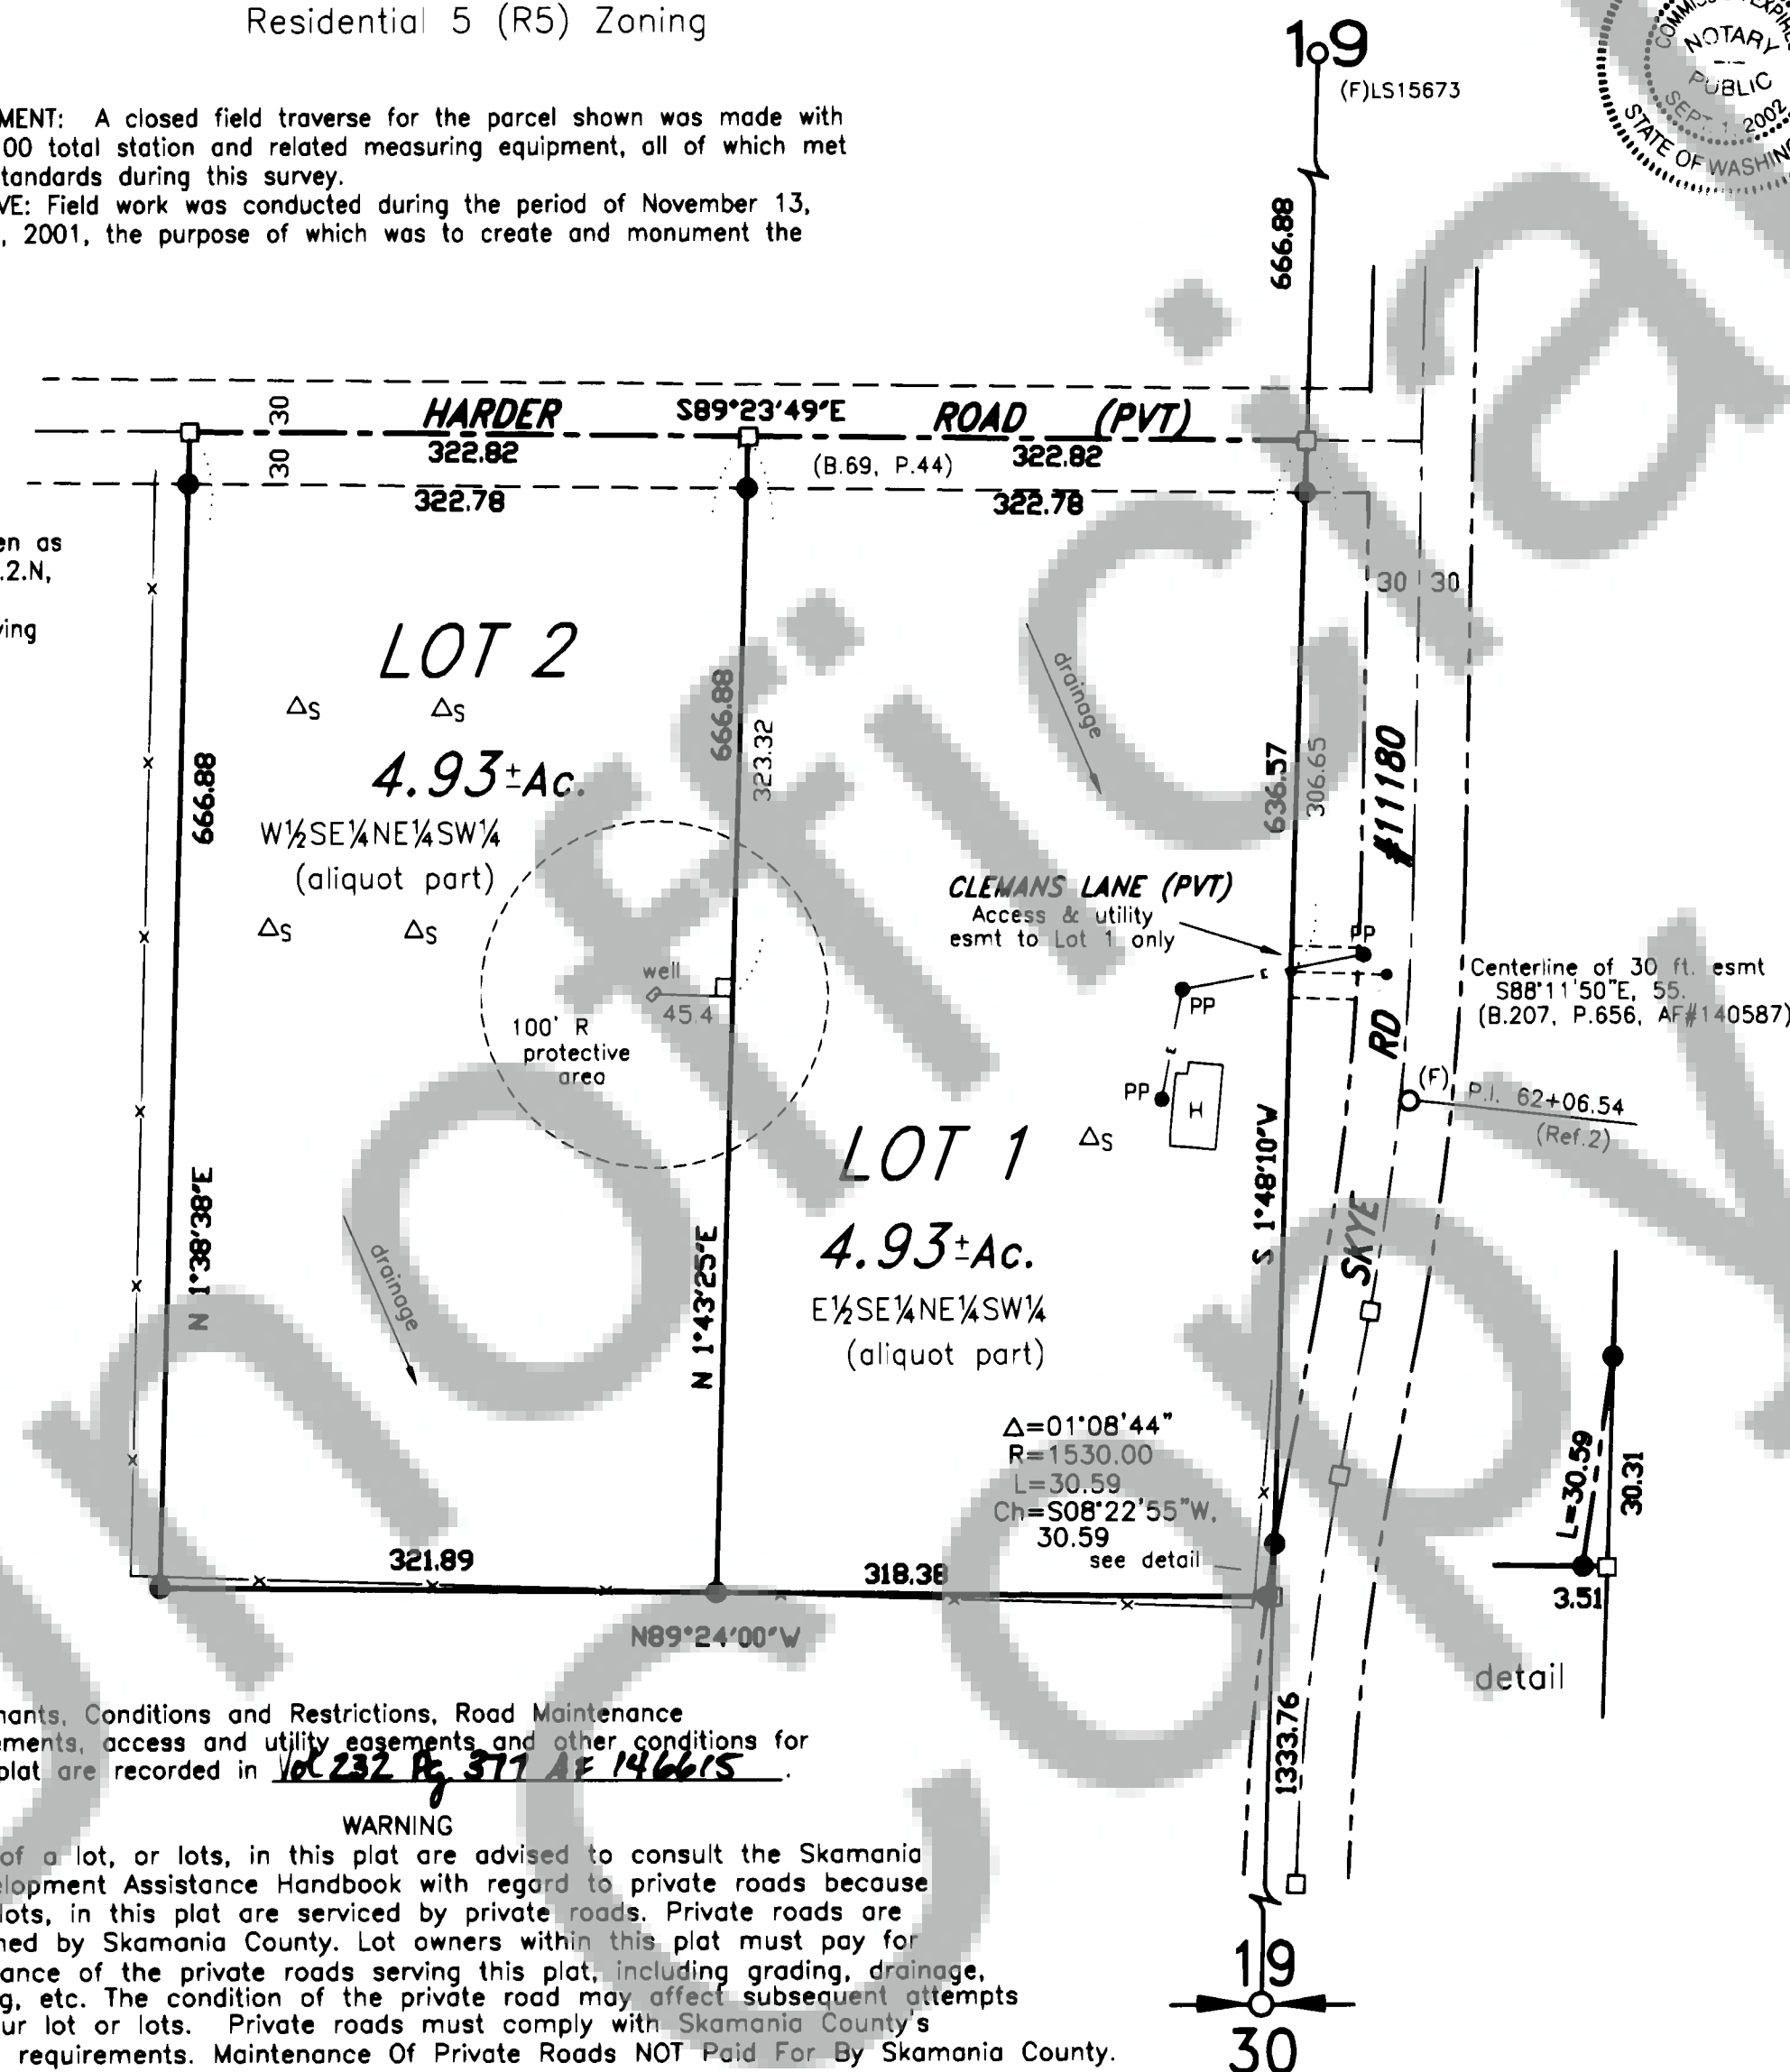 Residential 5 (R5) Zoning
COMMISSION EXPIRES
NOTARY
PUBLIC
SEPT. 1, 2002
STATE OF WASHING
19
(F)LS15673
MENT: A closed field traverse for the parcel shown was made with
00 total station and related measuring equipment, all of which met
tandards during this survey.
VE: Field work was conducted during the period of November 13,
, 2001, the purpose of which was to create and monument the
666.88
30
HARDER S89°23'49"E ROAD (PVT)
322.82 322.82
30
(B.69, P.44)
322.78 322.78
en as
.2.N,
ving
30 30
LOT 2
△S △S
4.93±Ac.
W½SE¼NE¼SW¼
(aliquot part)
△S △S
666.88
N 1°38'38"E
666.88
323.32
N 1°43'25"E
drainage
636.57
306.65
S 1°48'10"W
#11180
RD
SKYE
CLEMANS LANE (PVT)
Access & utility
esmt to Lot 1 only
PP
E
PP
E
PP
H
well
45.4
100' R
protective
area
Centerline of 30 ft. esmt
S88°11'50"E, 55.
(B.207, P.656, AF#140587)
(F)
P.I. 62+06.54
(Ref.2)
LOT 1
△S
4.93±Ac.
E½SE¼NE¼SW¼
(aliquot part)
drainage
Δ=01°08'44"
R=1530.00
L=30.59
Ch=S08°22'55"W,
30.59
see detail
321.89
318.38
N89°24'00"W
L=30.59
30.31
3.51
detail
1333.76
nants, Conditions and Restrictions, Road Maintenance
ements, access and utility easements and other conditions for
plat are recorded in Vol 232 Pg 377 AF 146615.
WARNING
of a lot, or lots, in this plat are advised to consult the Skamania
elopment Assistance Handbook with regard to private roads because
lots, in this plat are serviced by private roads. Private roads are
ned by Skamania County. Lot owners within this plat must pay for
ance of the private roads serving this plat, including grading, drainage,
g, etc. The condition of the private road may affect subsequent attempts
ur lot or lots. Private roads must comply with Skamania County's
requirements. Maintenance Of Private Roads NOT Paid For By Skamania County.
19
30